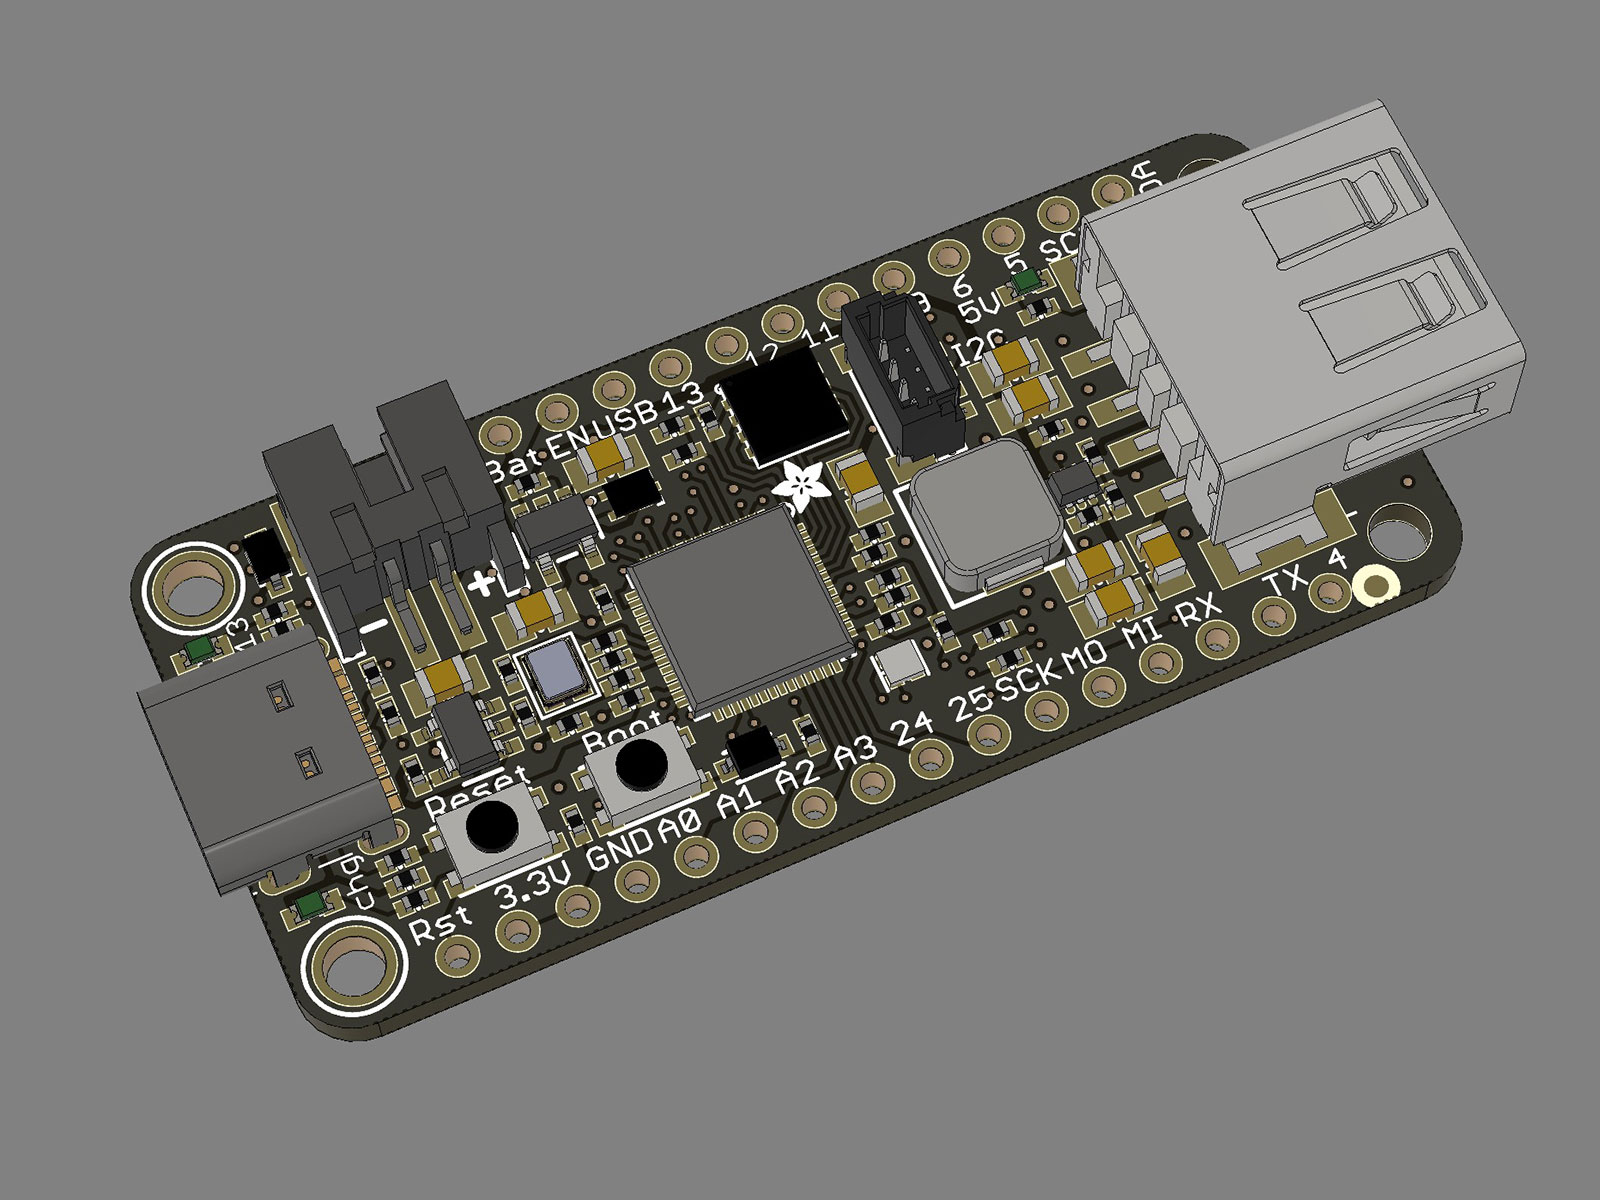 Bat EN USB 13 12 11 6 5 SC
5V
I2C
+
-
13
Boot
Reset
chg
Rst 3.3V GND A0 A1 A2 A3 24 25 SCK MO MI RX TX 4